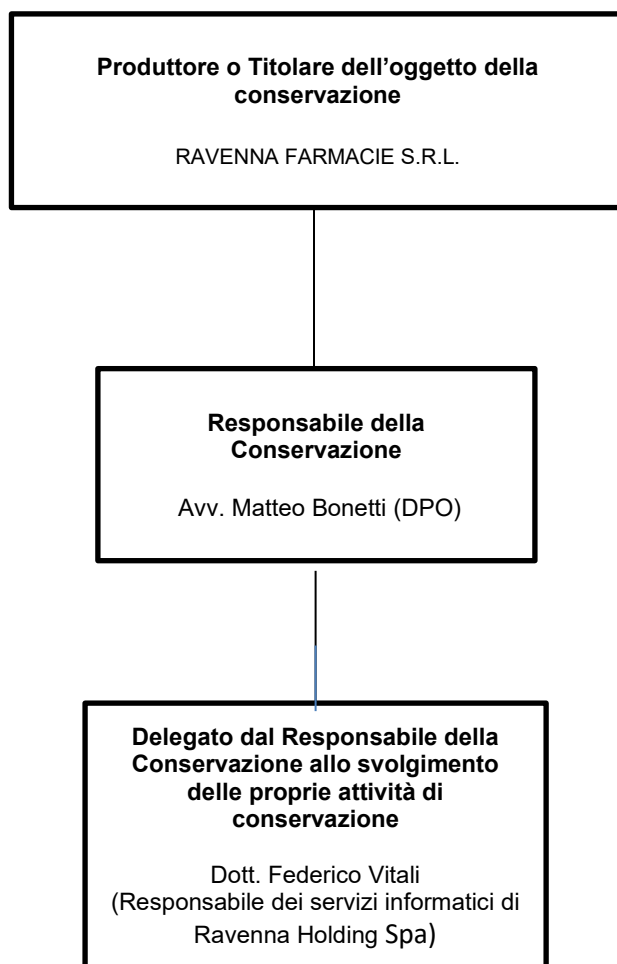 Produttore o Titolare dell’oggetto della
conservazione
RAVENNA FARMACIE S.R.L.
Responsabile della
Conservazione
Avv. Matteo Bonetti (DPO)
Delegato dal Responsabile della
Conservazione allo svolgimento
delle proprie attività di
conservazione
Dott. Federico Vitali
(Responsabile dei servizi informatici di
Ravenna Holding Spa)